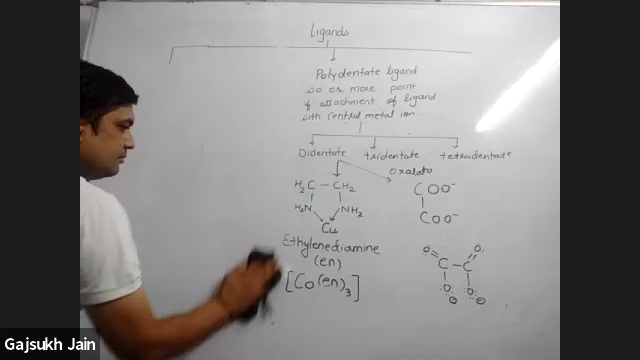 Ligands
Polydentate ligand
two or more point
of attachment of ligand
with central metal ion.
Didentate tridentate tetradentate
oxalato
H₂C – CH₂
H₂N NH₂
Cu
Ethylenediamine
(en)
[Co(en)₃]
COO⁻
COO⁻
O O
C – C
O O
⊖ ⊖
Gajsukh Jain